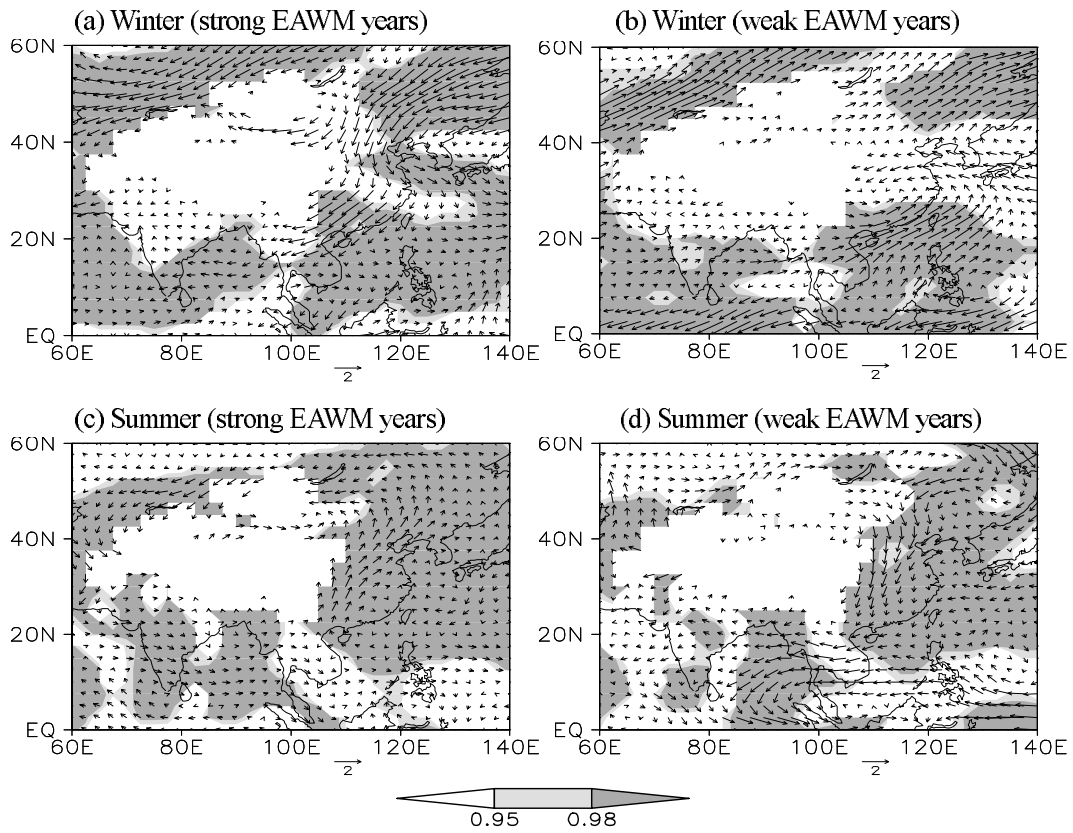 (a) Winter (strong EAWM years) (b) Winter (weak EAWM years)
60N 60N
40N 40N
20N 20N
EQ EQ
60E 80E 100E 120E 140E 60E 80E 100E 120E 140E
2 2
(c) Summer (strong EAWM years) (d) Summer (weak EAWM years)
60N 60N
40N 40N
20N 20N
EQ EQ
60E 80E 100E 120E 140E 60E 80E 100E 120E 140E
2 2
0.95 0.98